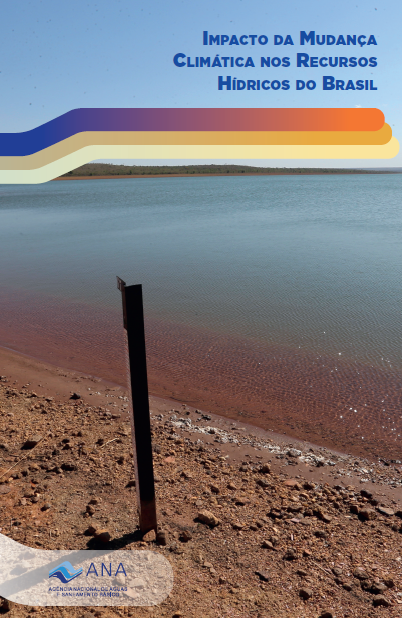 Impacto da Mudança
Climática nos Recursos
Hídricos do Brasil
ANA
AGÊNCIA NACIONAL DE ÁGUAS
E SANEAMENTO BÁSICO